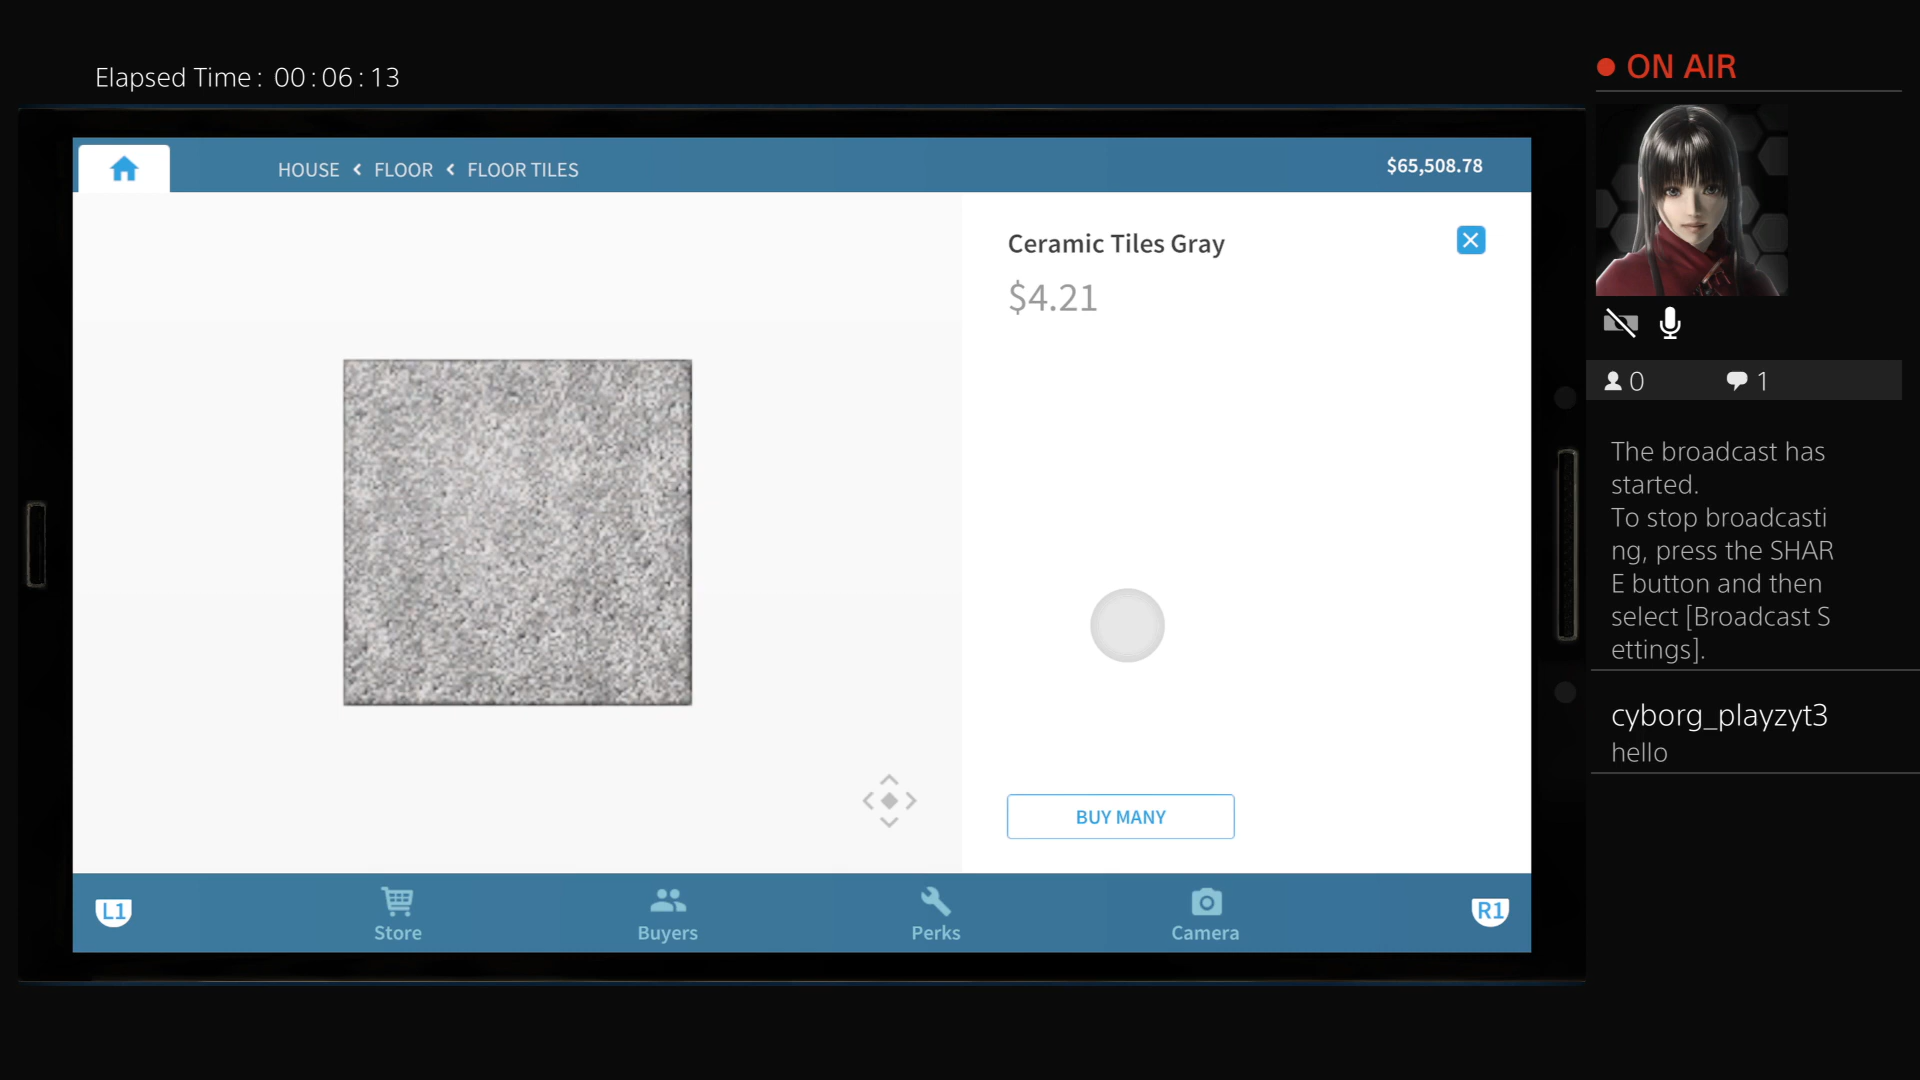 Elapsed Time: 00:06:13
ON AIR
HOUSE < FLOOR < FLOOR TILES
$65,508.78
Ceramic Tiles Gray
$4.21
BUY MANY
L1
Store
Buyers
Perks
Camera
R1
0
1
The broadcast has
started.
To stop broadcasti
ng, press the SHAR
E button and then
select [Broadcast S
ettings].
cyborg_playzyt3
hello